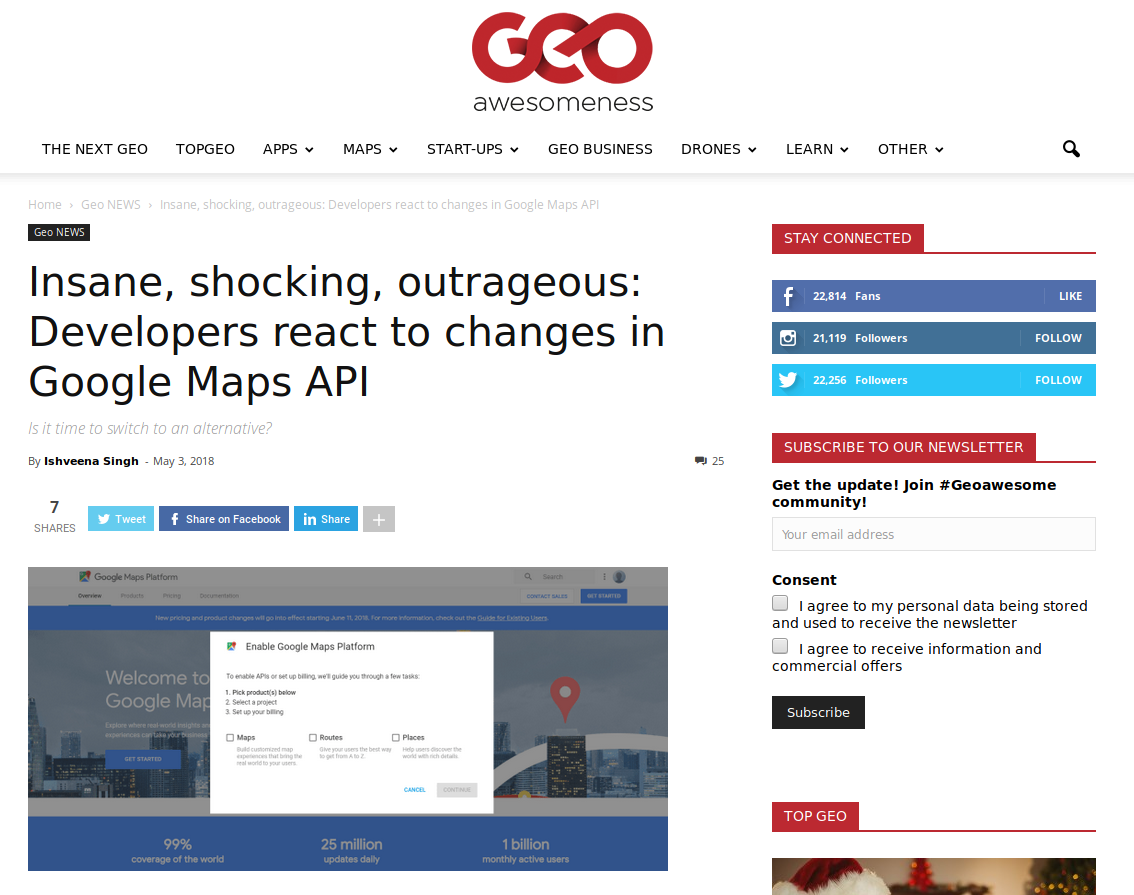 GEO
awesomeness
THE NEXT GEO TOPGEO APPS MAPS START-UPS GEO BUSINESS DRONES LEARN OTHER
Home › Geo NEWS › Insane, shocking, outrageous: Developers react to changes in Google Maps API
Geo NEWS
Insane, shocking, outrageous:
Developers react to changes in
Google Maps API
Is it time to switch to an alternative?
By Ishveena Singh - May 3, 2018 25
7
SHARES
Tweet Share on Facebook Share
Google Maps Platform Search
Overview Products Pricing Documentation CONTACT SALES GET STARTED
New pricing and product changes will go into effect starting June 11, 2018. For more information, check out the Guide for Existing Users.
Welcome to
Google Map
Explore where real-world insights and
experiences can take your business
GET STARTED
Enable Google Maps Platform
To enable APIs or set up billing, we'll guide you through a few tasks:
1. Pick product(s) below
2. Select a project
3. Set up your billing
Maps
Build customized map
experiences that bring the
real world to your users.
Routes
Give your users the best way
to get from A to Z.
Places
Help users discover the
world with rich details.
CANCEL CONTINUE
99%
coverage of the world
25 million
updates daily
1 billion
monthly active users
STAY CONNECTED
22,814 Fans LIKE
21,119 Followers FOLLOW
22,256 Followers FOLLOW
SUBSCRIBE TO OUR NEWSLETTER
Get the update! Join #Geoawesome
community!
Your email address
Consent
I agree to my personal data being stored
and used to receive the newsletter
I agree to receive information and
commercial offers
Subscribe
TOP GEO